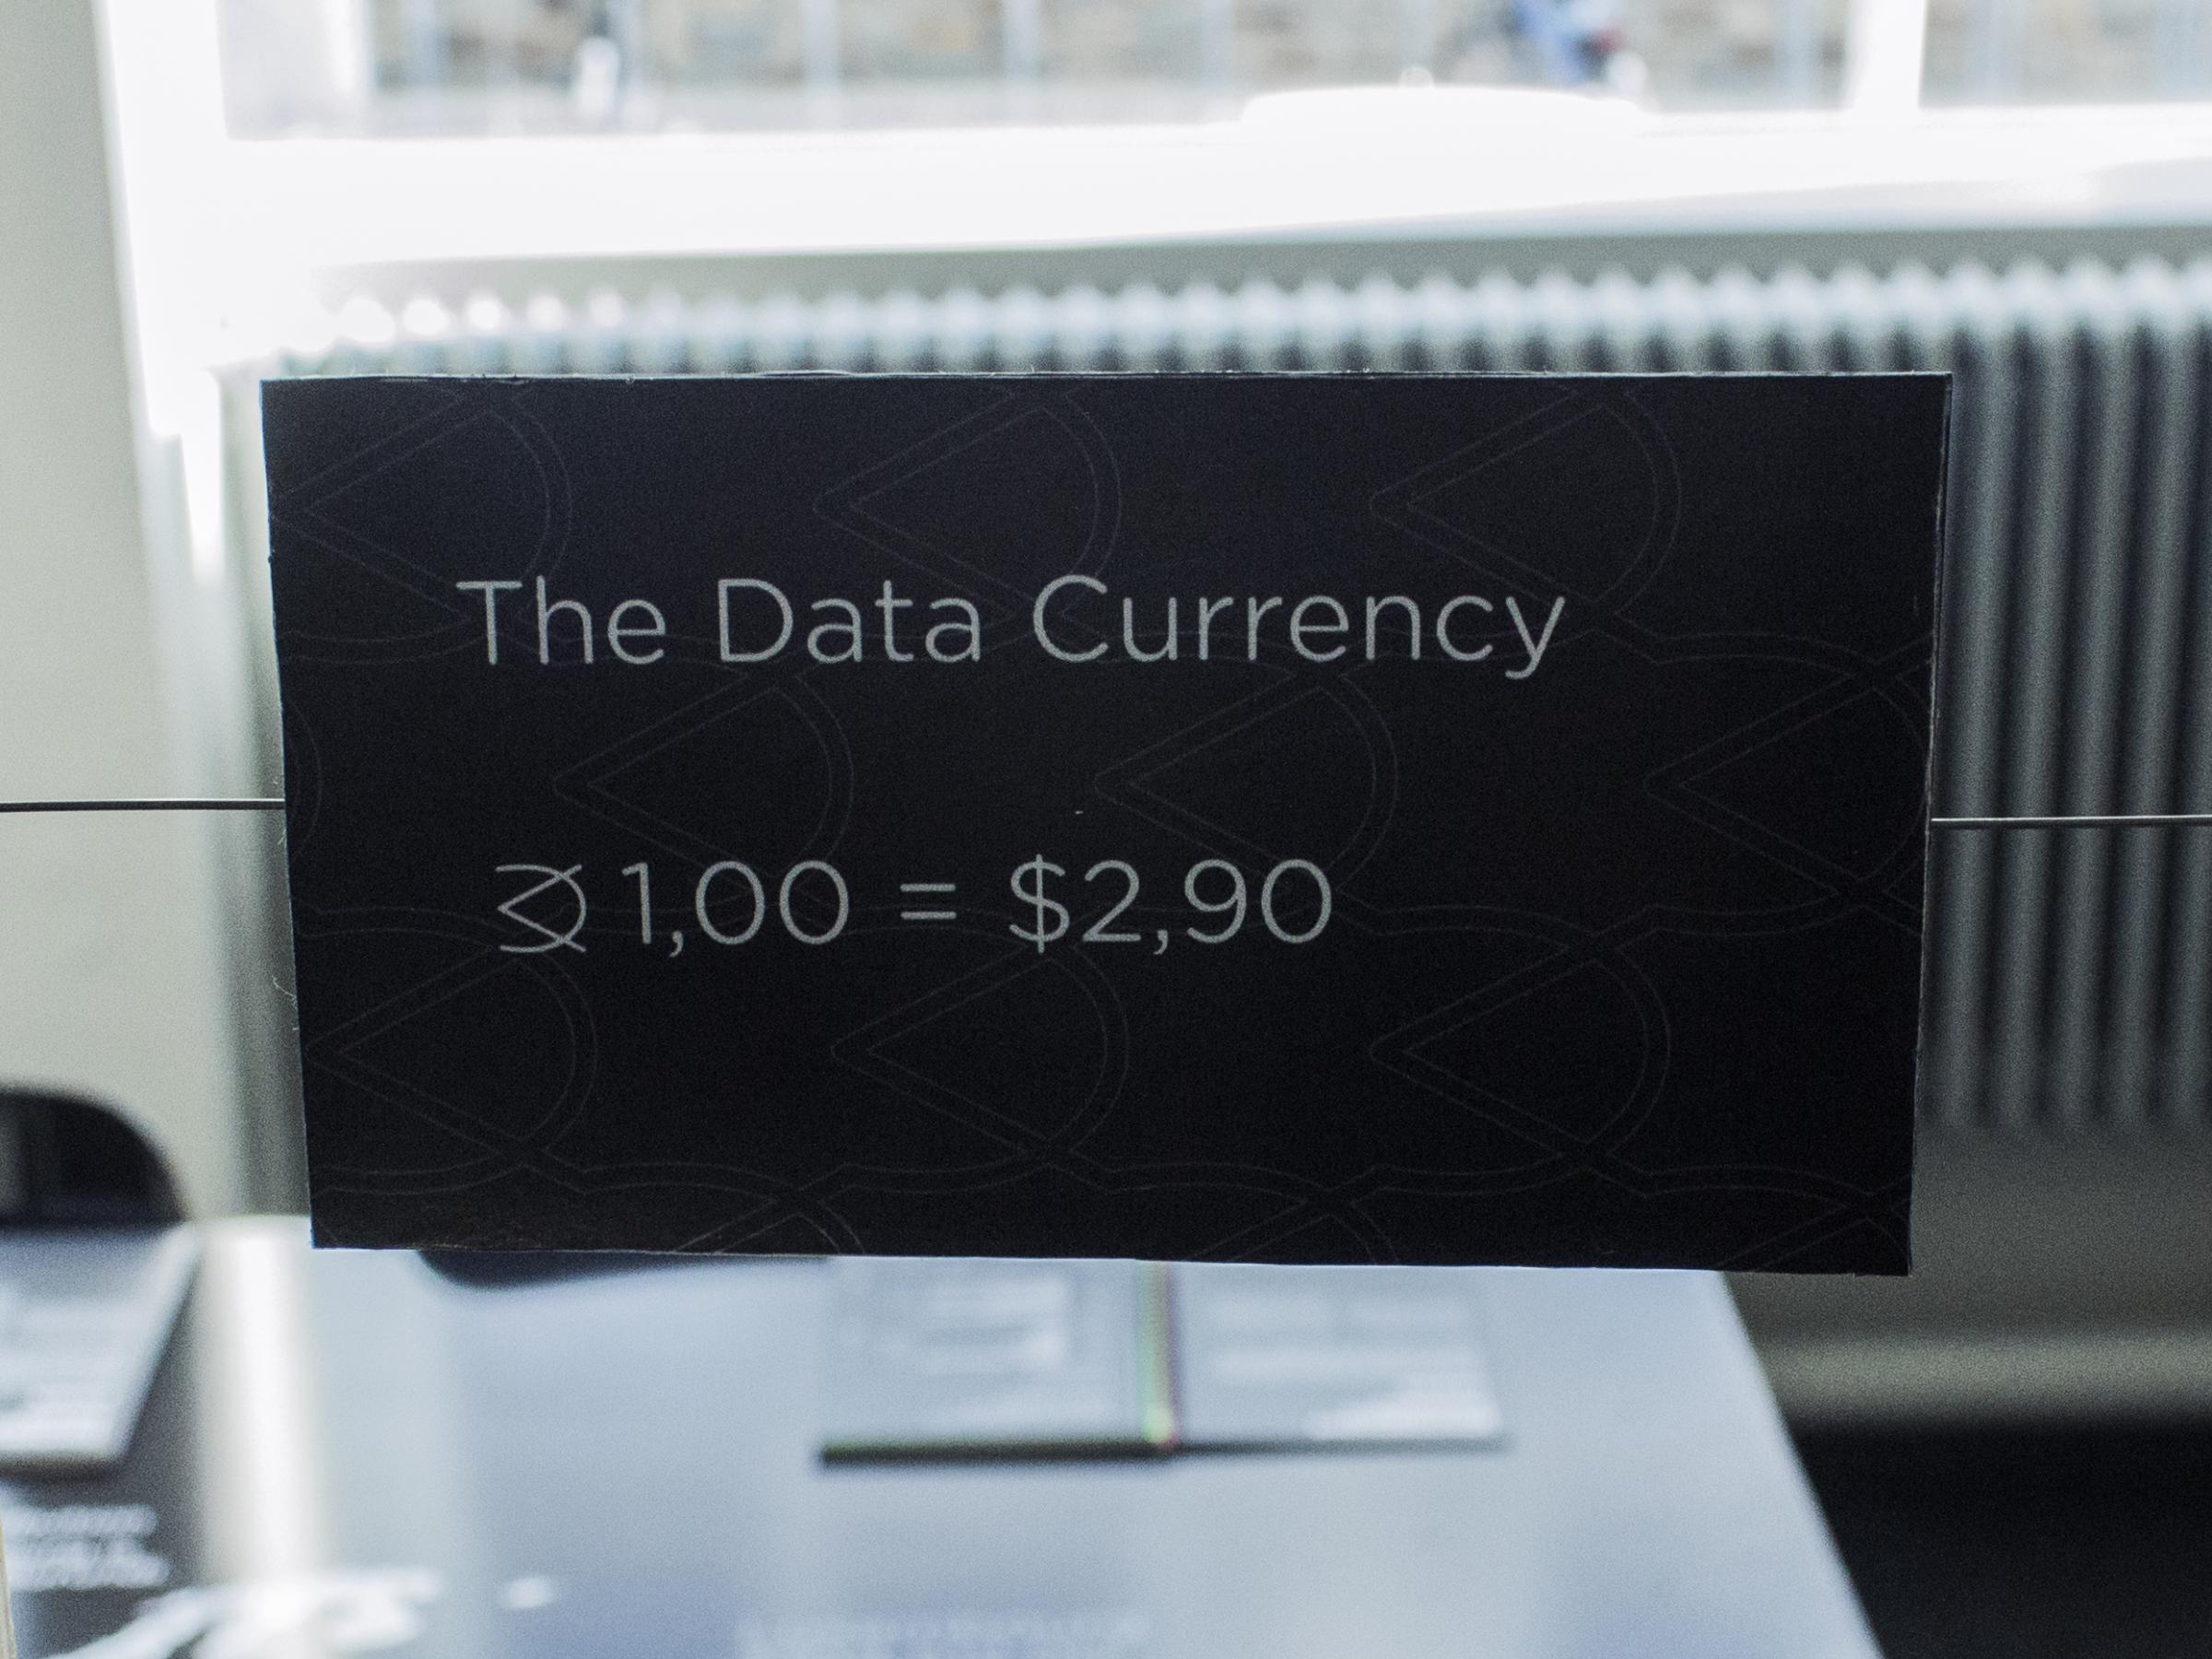 The Data Currency
1,00 = $2,90